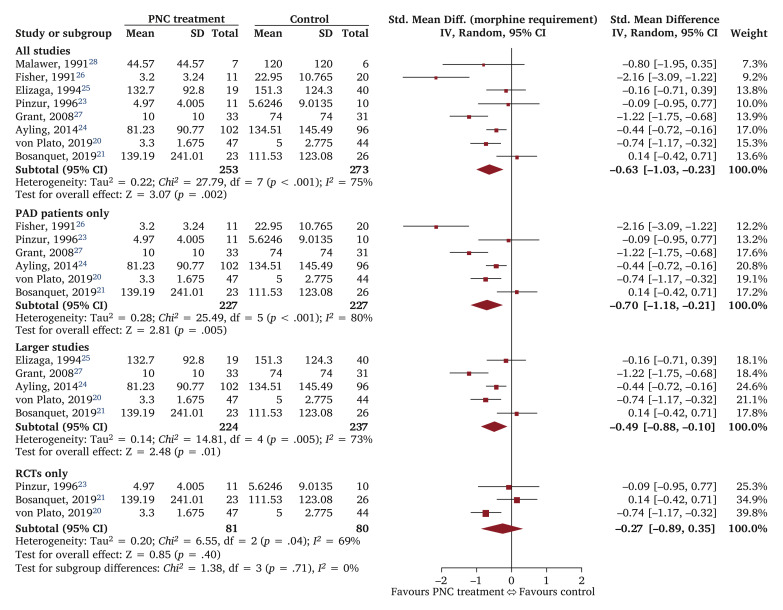 PNC treatment Control Std. Mean Diff. (morphine requirement) Std. Mean Difference
Study or subgroup Mean SD Total Mean SD Total IV, Random, 95% CI IV, Random, 95% CI Weight
All studies
Malawer, 1991²⁸ 44.57 44.57 7 120 120 6 −0.80 [−1.95, 0.35] 7.3%
Fisher, 1991²⁶ 3.2 3.24 11 22.95 10.765 20 −2.16 [−3.09, −1.22] 9.2%
Elizaga, 1994²⁵ 132.7 92.8 19 151.3 124.3 40 −0.16 [−0.71, 0.39] 13.8%
Pinzur, 1996²³ 4.97 4.005 11 5.6246 9.0135 10 −0.09 [−0.95, 0.77] 10.3%
Grant, 2008²⁷ 10 10 33 74 74 31 −1.22 [−1.75, −0.68] 13.9%
Ayling, 2014²⁴ 81.23 90.77 102 134.51 145.49 96 −0.44 [−0.72, −0.16] 17.0%
von Plato, 2019²⁰ 3.3 1.675 47 5 2.775 44 −0.74 [−1.17, −0.32] 15.3%
Bosanquet, 2019²¹ 139.19 241.01 23 111.53 123.08 26 0.14 [−0.42, 0.71] 13.6%
Subtotal (95% CI) 253 273 −0.63 [−1.03, −0.23] 100.0%
Heterogeneity: Tau² = 0.22; Chi² = 27.79, df = 7 (p < .001); I² = 75%
Test for overall effect: Z = 3.07 (p = .002)
PAD patients only
Fisher, 1991²⁶ 3.2 3.24 11 22.95 10.765 20 −2.16 [−3.09, −1.22] 12.2%
Pinzur, 1996²³ 4.97 4.005 11 5.6246 9.0135 10 −0.09 [−0.95, 0.77] 13.2%
Grant, 2008²⁷ 10 10 33 74 74 31 −1.22 [−1.75, −0.68] 17.6%
Ayling, 2014²⁴ 81.23 90.77 102 134.51 145.49 96 −0.44 [−0.72, −0.16] 20.8%
von Plato, 2019²⁰ 3.3 1.675 47 5 2.775 44 −0.74 [−1.17, −0.32] 19.1%
Bosanquet, 2019²¹ 139.19 241.01 23 111.53 123.08 26 0.14 [−0.42, 0.71] 17.2%
Subtotal (95% CI) 227 227 −0.70 [−1.18, −0.21] 100.0%
Heterogeneity: Tau² = 0.28; Chi² = 25.49, df = 5 (p < .001); I² = 80%
Test for overall effect: Z = 2.81 (p = .005)
Larger studies
Elizaga, 1994²⁵ 132.7 92.8 19 151.3 124.3 40 −0.16 [−0.71, 0.39] 18.1%
Grant, 2008²⁷ 10 10 33 74 74 31 −1.22 [−1.75, −0.68] 18.4%
Ayling, 2014²⁴ 81.23 90.77 102 134.51 145.49 96 −0.44 [−0.72, −0.16] 24.6%
von Plato, 2019²⁰ 3.3 1.675 47 5 2.775 44 −0.74 [−1.17, −0.32] 21.1%
Bosanquet, 2019²¹ 139.19 241.01 23 111.53 123.08 26 0.14 [−0.42, 0.71] 17.8%
Subtotal (95% CI) 224 237 −0.49 [−0.88, −0.10] 100.0%
Heterogeneity: Tau² = 0.14; Chi² = 14.81, df = 4 (p = .005); I² = 73%
Test for overall effect: Z = 2.48 (p = .01)
RCTs only
Pinzur, 1996²³ 4.97 4.005 11 5.6246 9.0135 10 −0.09 [−0.95, 0.77] 25.3%
Bosanquet, 2019²¹ 139.19 241.01 23 111.53 123.08 26 0.14 [−0.42, 0.71] 34.9%
von Plato, 2019²⁰ 3.3 1.675 47 5 2.775 44 −0.74 [−1.17, −0.32] 39.8%
Subtotal (95% CI) 81 80 −0.27 [−0.89, 0.35] 100.0%
Heterogeneity: Tau² = 0.20; Chi² = 6.55, df = 2 (p = .04); I² = 69%
Test for overall effect: Z = 0.85 (p = .40)
Test for subgroup differences: Chi² = 1.38, df = 3 (p = .71), I² = 0%
−2 −1 0 1 2
Favours PNC treatment ⇔ Favours control